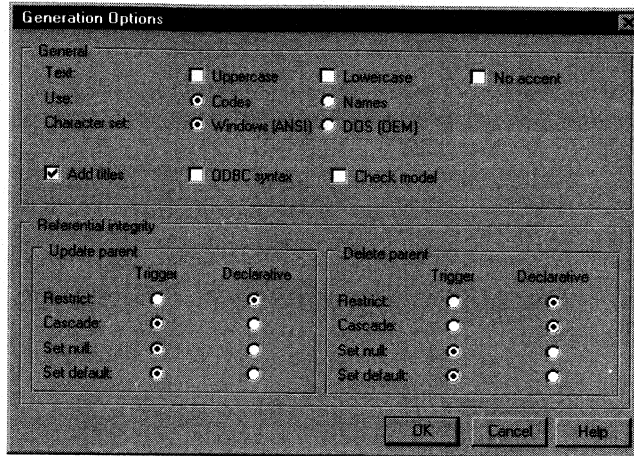 Generation Options
General
Text: Uppercase Lowercase No accent
Use: Codes Names
Character set: Windows (ANSI) DOS (OEM)
Add titles ODBC syntax Check model
Referential integrity
Update parent
Trigger Declarative
Restrict:
Cascade:
Set null:
Set default:
Delete parent
Trigger Declarative
Restrict:
Cascade:
Set null:
Set default:
OK Cancel Help